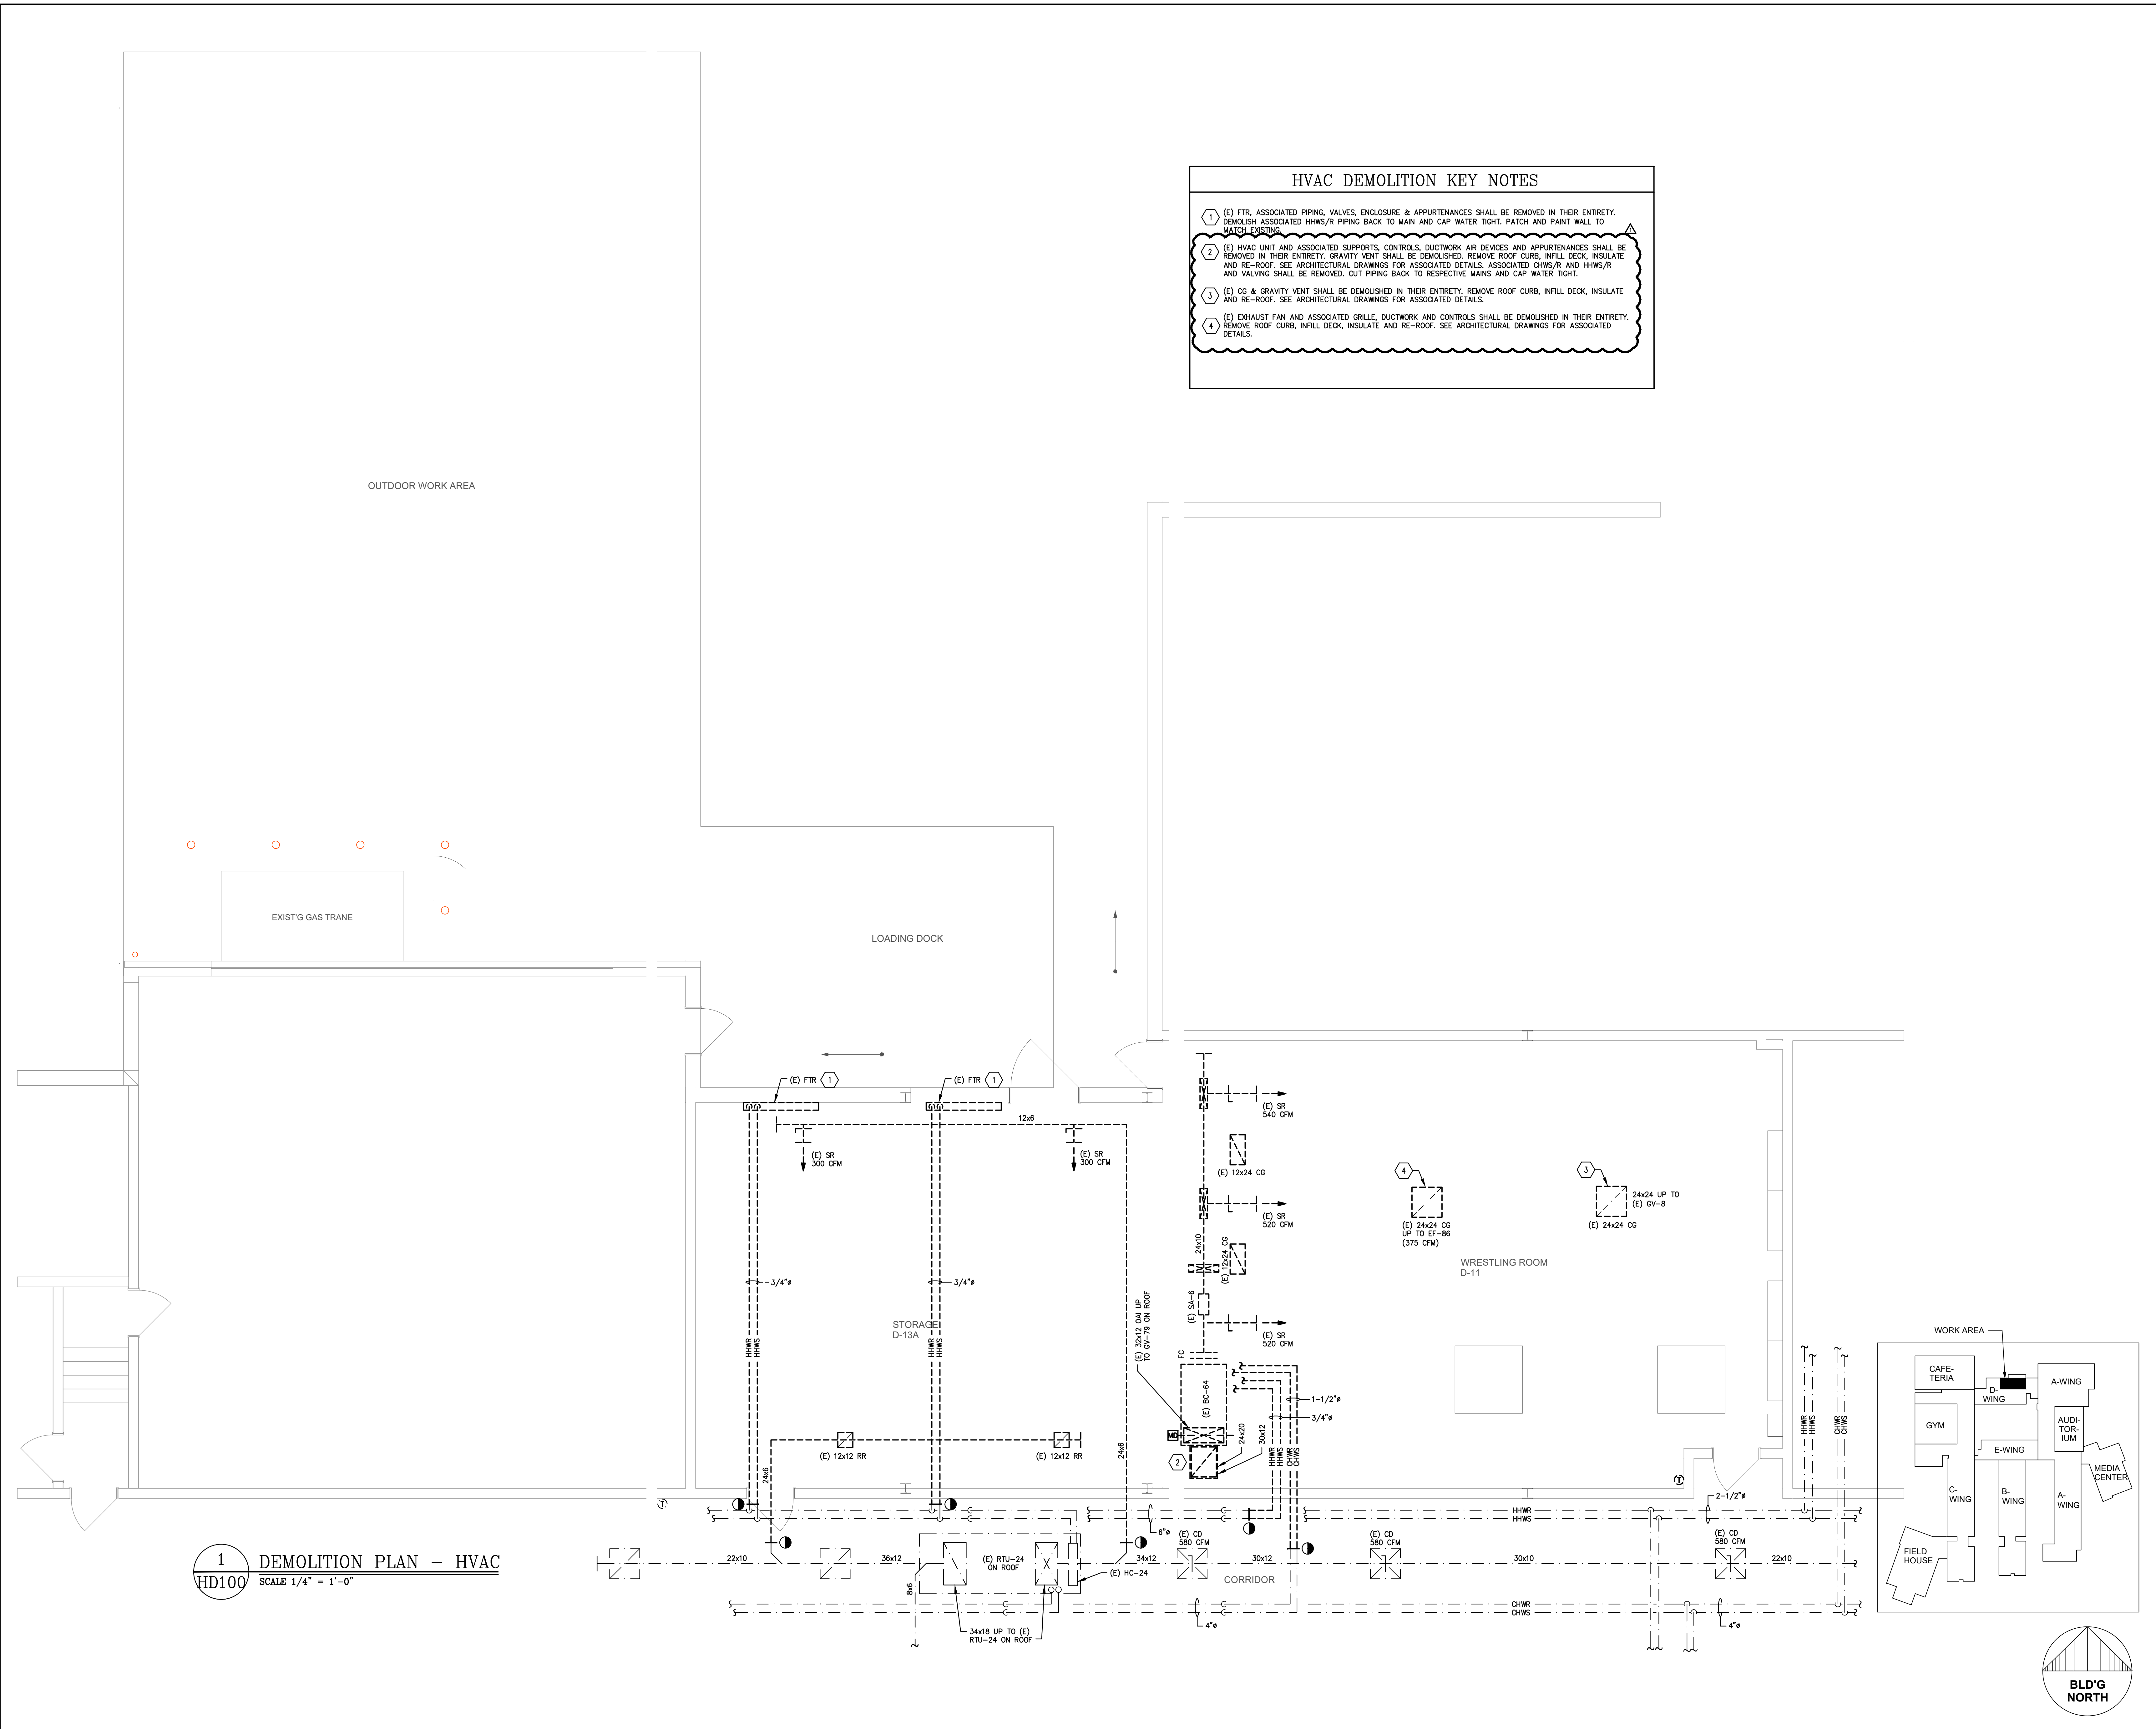 HVAC DEMOLITION KEY NOTES
1
(E) FTR, ASSOCIATED PIPING, VALVES, ENCLOSURE & APPURTENANCES SHALL BE REMOVED IN THEIR ENTIRETY.
DEMOLISH ASSOCIATED HHWS/R PIPING BACK TO MAIN AND CAP WATER TIGHT. PATCH AND PAINT WALL TO
MATCH EXISTING.
2
(E) HVAC UNIT AND ASSOCIATED SUPPORTS, CONTROLS, DUCTWORK AIR DEVICES AND APPURTENANCES SHALL BE
REMOVED IN THEIR ENTIRETY. GRAVITY VENT SHALL BE DEMOLISHED. REMOVE ROOF CURB, INFILL DECK, INSULATE
AND RE-ROOF. SEE ARCHITECTURAL DRAWINGS FOR ASSOCIATED DETAILS. ASSOCIATED CHWS/R AND HHWS/R
AND VALVING SHALL BE REMOVED. CUT PIPING BACK TO RESPECTIVE MAINS AND CAP WATER TIGHT.
3
(E) CG & GRAVITY VENT SHALL BE DEMOLISHED IN THEIR ENTIRETY. REMOVE ROOF CURB, INFILL DECK, INSULATE
AND RE-ROOF. SEE ARCHITECTURAL DRAWINGS FOR ASSOCIATED DETAILS.
4
(E) EXHAUST FAN AND ASSOCIATED GRILLE, DUCTWORK AND CONTROLS SHALL BE DEMOLISHED IN THEIR ENTIRETY.
REMOVE ROOF CURB, INFILL DECK, INSULATE AND RE-ROOF. SEE ARCHITECTURAL DRAWINGS FOR ASSOCIATED
DETAILS.
OUTDOOR WORK AREA
EXIST'G GAS TRANE
LOADING DOCK
(E) FTR 1
(E) FTR 1
12x6
(E) SR
300 CFM
(E) SR
300 CFM
(E) SR
540 CFM
(E) 12x24 CG
4
(E) 24x24 CG
UP TO EF-86
(375 CFM)
3
24x24 UP TO
(E) GV-8
(E) 24x24 CG
(E) SR
520 CFM
24x10
(E) 12x24 CG
WRESTLING ROOM
D-11
3/4"ø
3/4"ø
(E) SA-6
(E) 32x12 OAI UP
TO GV-79 ON ROOF
STORAGE
D-13A
HHWR
HHWS
HHWR
HHWS
(E) SR
520 CFM
FC
(E) BC-64
1-1/2"ø
3/4"ø
MD
24x20
30x12
HHWR
HHWS
CHWR
CHWS
2
(E) 12x12 RR
(E) 12x12 RR
24x6
24x6
T
T
HHWR
HHWS
CHWR
CHWS
2-1/2"ø
HHWR
HHWS
6"ø
(E) CD
580 CFM
(E) CD
580 CFM
(E) CD
580 CFM
22x10
36x12
(E) RTU-24
ON ROOF
34x12
30x12
30x10
22x10
(E) HC-24
CORRIDOR
8x6
34x18 UP TO (E)
RTU-24 ON ROOF
CHWR
CHWS
4"ø
4"ø
1
HD100
DEMOLITION PLAN - HVAC
SCALE 1/4" = 1'-0"
WORK AREA
CAFE-
TERIA
D-
WING
A-WING
GYM
AUDI-
TOR-
IUM
E-WING
MEDIA
CENTER
C-
WING
B-
WING
A-
WING
FIELD
HOUSE
BLD'G
NORTH